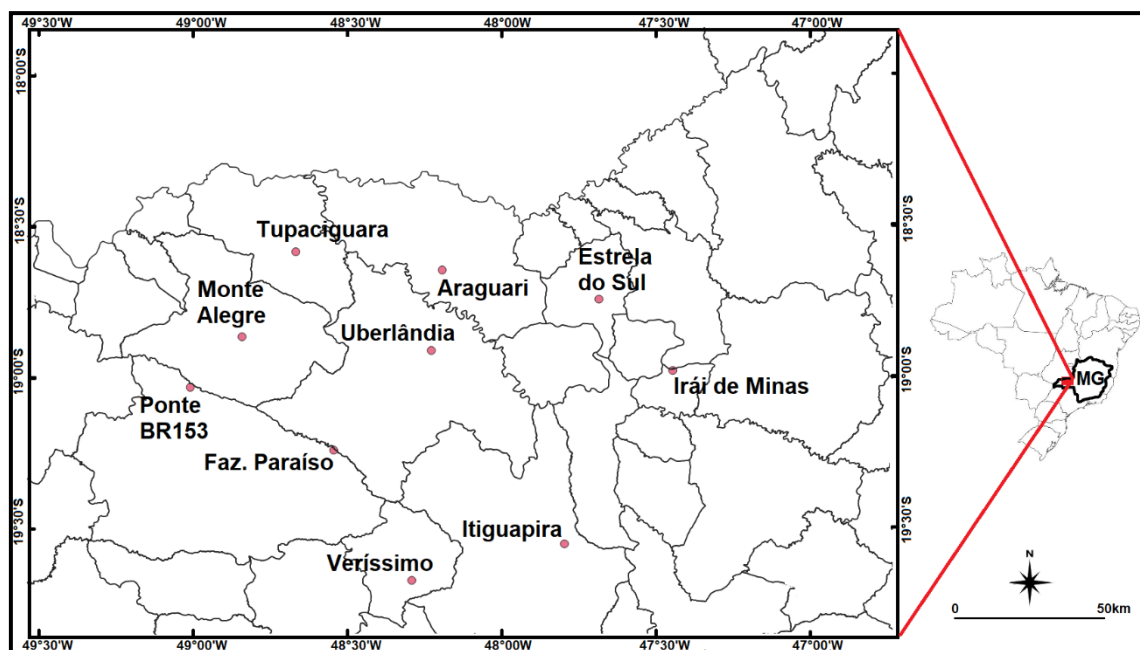 49°30'W 49°00'W 48°30'W 48°00'W 47°30'W 47°00'W
18°00'S
18°00'S
18°30'S
18°30'S
Tupaciguara
Estrela
do Sul
Araguari
Monte
Alegre
Uberlândia
19°00'S
19°00'S
Irái de Minas
MG
Ponte
BR153
Faz. Paraíso
19°30'S
19°30'S
Itiguapira
Veríssimo
N
0 50km
49°30'W 49°00'W 48°30'W 48°00'W 47°30'W 47°00'W